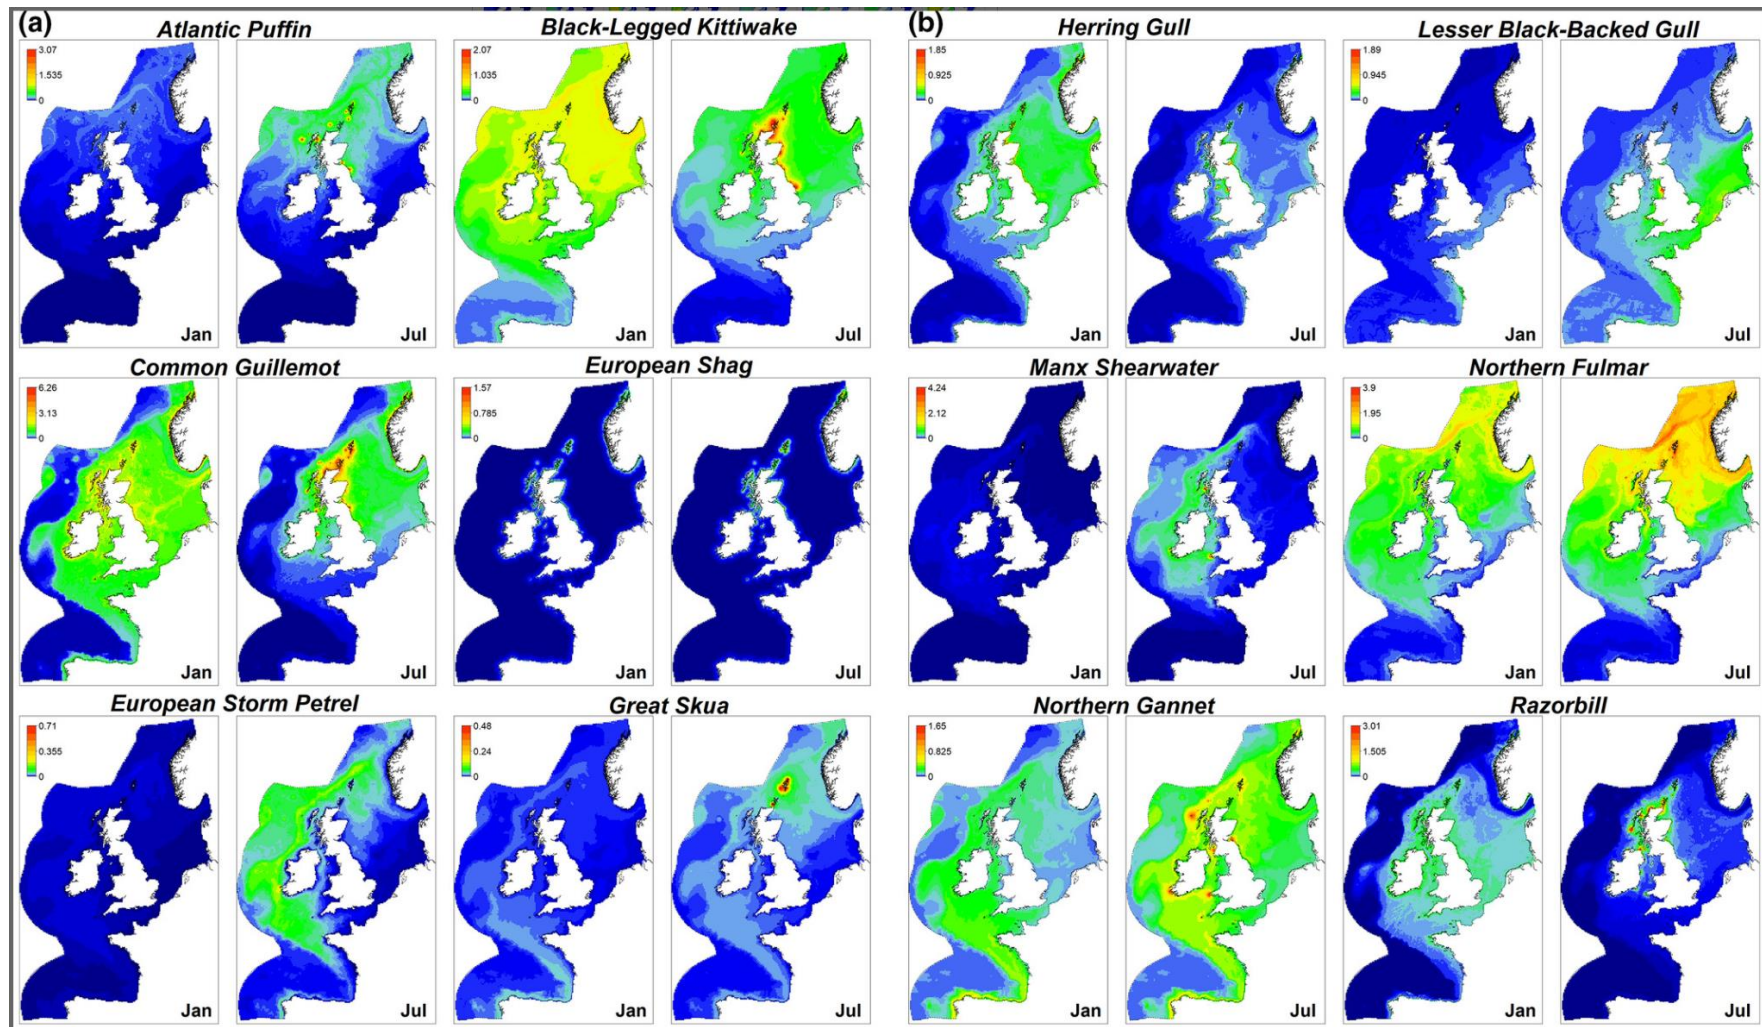 (a)
Atlantic Puffin
3.07
1.535
0
Jan
Jul
Black-Legged Kittiwake
2.07
1.035
0
Jan
Jul
(b)
Herring Gull
1.85
0.925
0
Jan
Jul
Lesser Black-Backed Gull
1.89
0.945
0
Jan
Jul
Common Guillemot
6.26
3.13
0
Jan
Jul
European Shag
1.57
0.785
0
Jan
Jul
Manx Shearwater
4.24
2.12
0
Jan
Jul
Northern Fulmar
3.9
1.95
0
Jan
Jul
European Storm Petrel
0.71
0.355
0
Jan
Jul
Great Skua
0.48
0.24
0
Jan
Jul
Northern Gannet
1.65
0.825
0
Jan
Jul
Razorbill
3.01
1.505
0
Jan
Jul